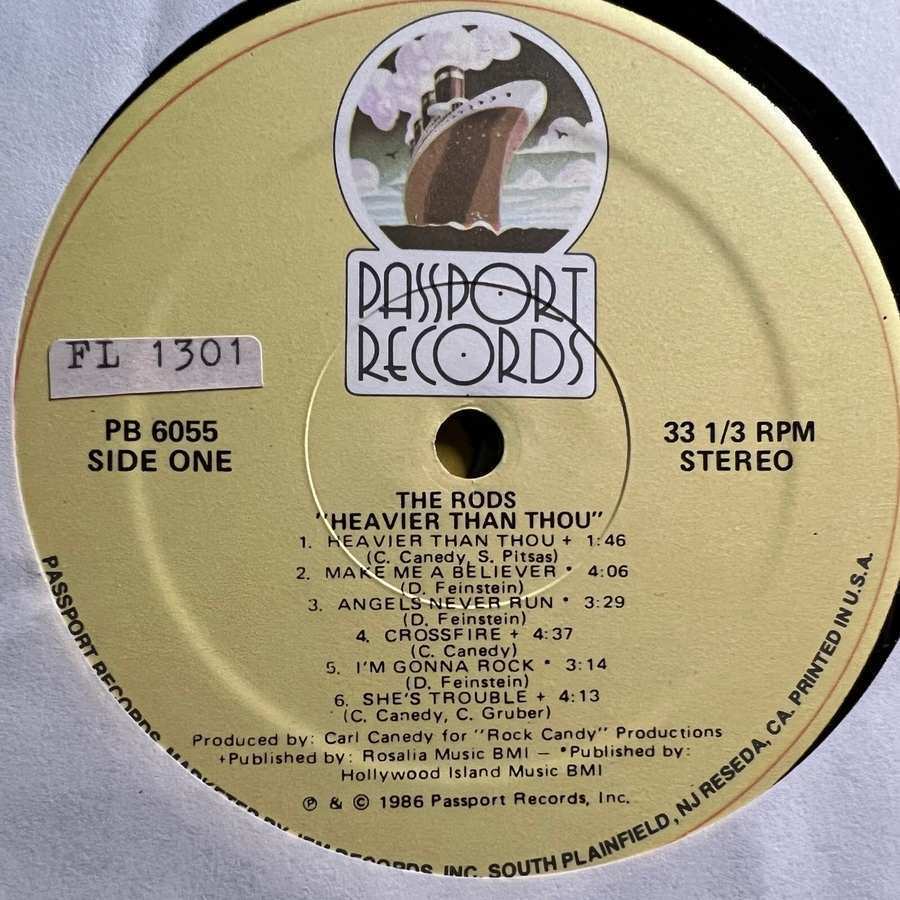 PASSPORT
RECORDS
FL 1301
PB 6055
SIDE ONE
33 1/3 RPM
STEREO
THE RODS
"HEAVIER THAN THOU"
1. HEAVIER THAN THOU + 1:46
(C. Canedy, S. Pitsas)
2. MAKE ME A BELIEVER * 4:06
(D. Feinstein)
3. ANGELS NEVER RUN * 3:29
(D. Feinstein)
4. CROSSFIRE + 4:37
(C. Canedy)
5. I'M GONNA ROCK * 3:14
(D. Feinstein)
6. SHE'S TROUBLE + 4:13
(C. Canedy, C. Gruber)
Produced by: Carl Canedy for "Rock Candy" Productions
+Published by: Rosalia Music BMI – *Published by:
Hollywood Island Music BMI
℗ & © 1986 Passport Records, Inc.
PASSPORT RECORDS MARKETED BY JEM RECORDS, INC. SOUTH PLAINFIELD, NJ RESEDA, CA. PRINTED IN U.S.A.